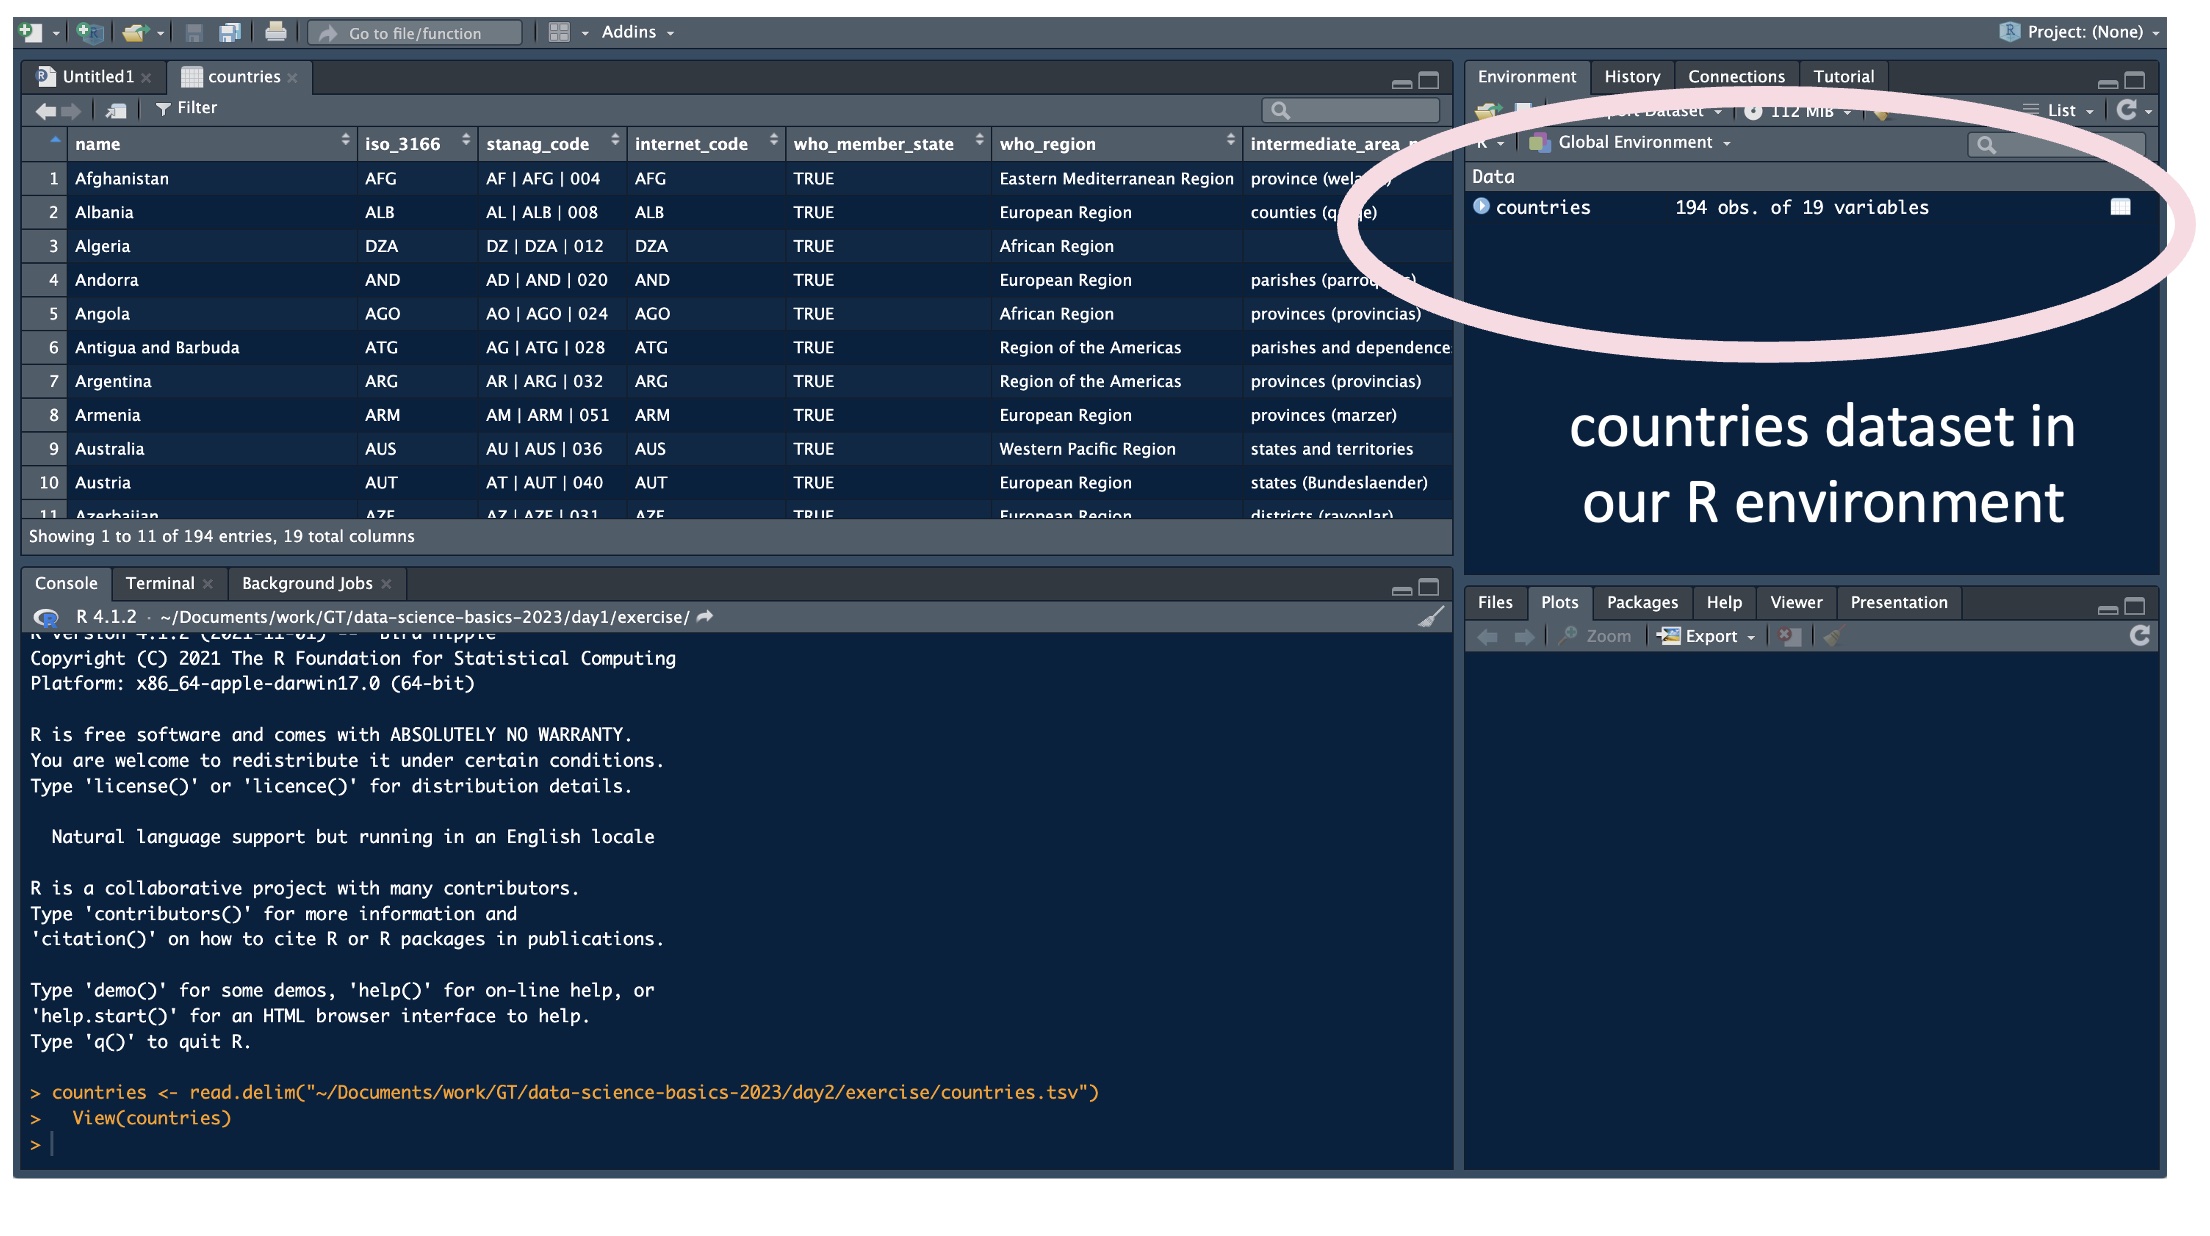 Go to file/function Addins Project: (None)
Untitled1 countries
Filter
name iso_3166 stanag_code internet_code who_member_state who_region intermediate_area
1 Afghanistan AFG AF | AFG | 004 AFG TRUE Eastern Mediterranean Region province
2 Albania ALB AL | ALB | 008 ALB TRUE European Region counties
3 Algeria DZA DZ | DZA | 012 DZA TRUE African Region
4 Andorra AND AD | AND | 020 AND TRUE European Region parishes
5 Angola AGO AO | AGO | 024 AGO TRUE African Region provinces (provincias)
6 Antigua and Barbuda ATG AG | ATG | 028 ATG TRUE Region of the Americas parishes and dependence
7 Argentina ARG AR | ARG | 032 ARG TRUE Region of the Americas provinces (provincias)
8 Armenia ARM AM | ARM | 051 ARM TRUE European Region provinces (marzer)
9 Australia AUS AU | AUS | 036 AUS TRUE Western Pacific Region states and territories
10 Austria AUT AT | AUT | 040 AUT TRUE European Region states (Bundeslaender)
11 Azerbaijan AZE AZ | AZE | 031 AZE TRUE European Region districts (rayonlar)
Showing 1 to 11 of 194 entries, 19 total columns
Console Terminal Background Jobs
R 4.1.2 · ~/Documents/work/GT/data-science-basics-2023/day1/exercise/
R version 4.1.2 (2021-11-01) -- "Bird Hippie"
Copyright (C) 2021 The R Foundation for Statistical Computing
Platform: x86_64-apple-darwin17.0 (64-bit)
R is free software and comes with ABSOLUTELY NO WARRANTY.
You are welcome to redistribute it under certain conditions.
Type 'license()' or 'licence()' for distribution details.
Natural language support but running in an English locale
R is a collaborative project with many contributors.
Type 'contributors()' for more information and
'citation()' on how to cite R or R packages in publications.
Type 'demo()' for some demos, 'help()' for on-line help, or
'help.start()' for an HTML browser interface to help.
Type 'q()' to quit R.
> countries <- read.delim("~/Documents/work/GT/data-science-basics-2023/day2/exercise/countries.tsv")
> View(countries)
>
Environment History Connections Tutorial
Dataset 112 MiB List
R Global Environment
Data
countries 194 obs. of 19 variables
countries dataset in
our R environment
Files Plots Packages Help Viewer Presentation
Zoom Export